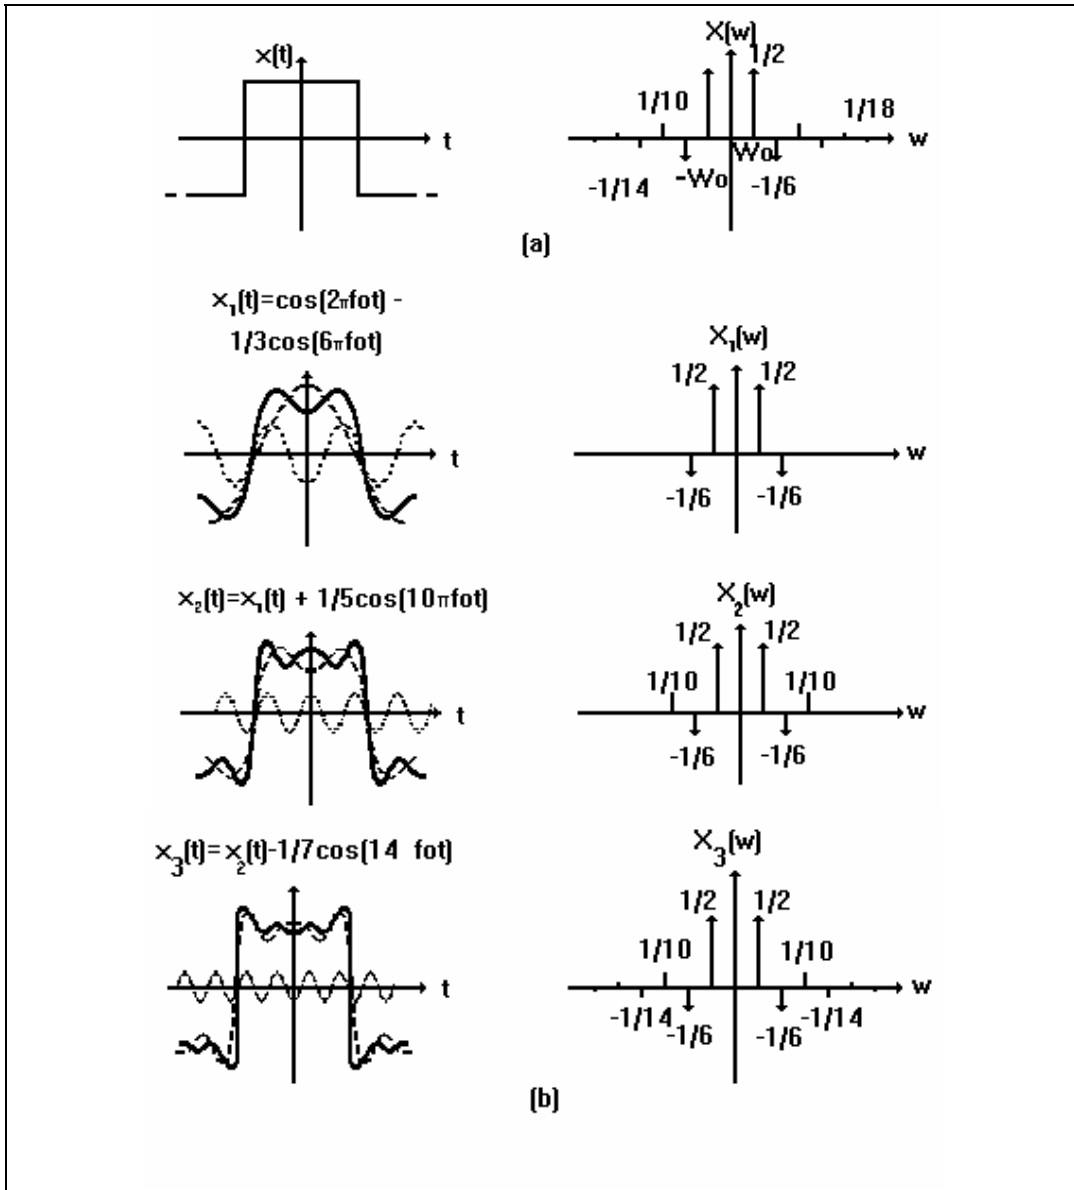 x(t)
t
X(w)
1/2
1/10
1/18
w
Wo
-Wo
-1/14
-1/6
(a)
x₁(t)=cos(2πfot) -
1/3cos(6πfot)
t
X₁(w)
1/2
1/2
w
-1/6
-1/6
x₂(t)=x₁(t) + 1/5cos(10πfot)
t
X₂(w)
1/2
1/2
1/10
1/10
w
-1/6
-1/6
x₃(t)=x₂(t)-1/7cos(14 fot)
t
X₃(w)
1/2
1/2
1/10
1/10
w
-1/14
-1/6
-1/6
-1/14
(b)